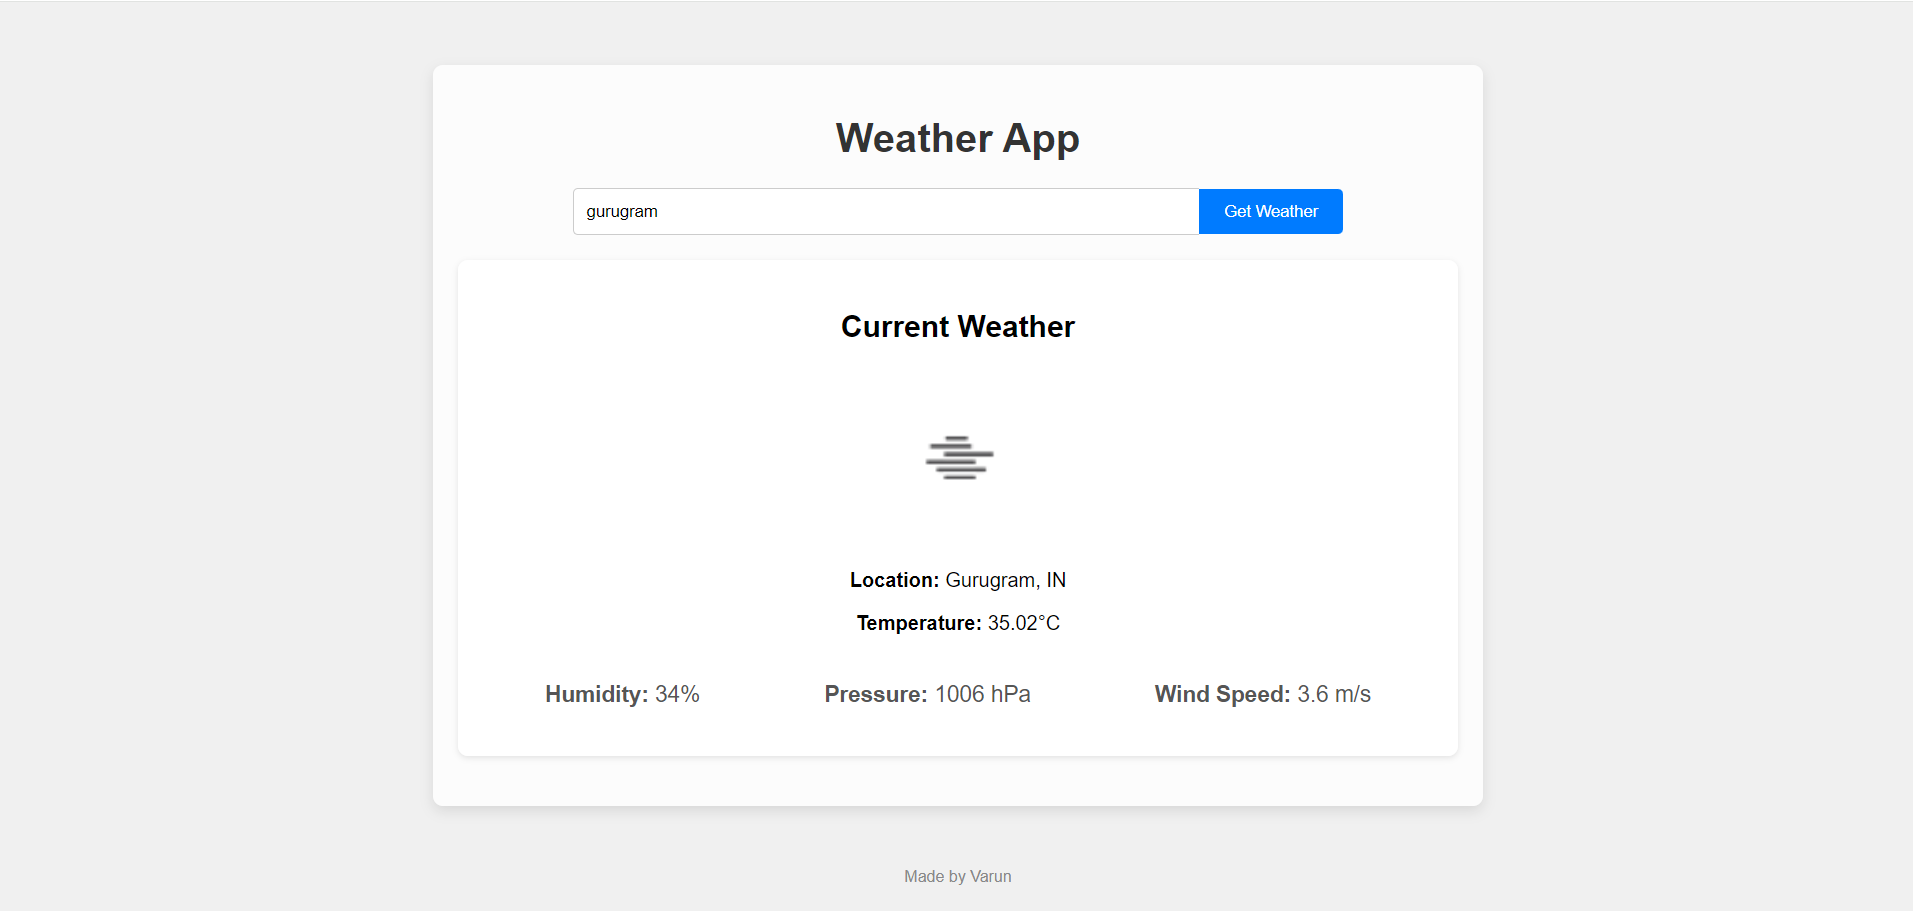 Weather App
gurugram
Get Weather
Current Weather
Location: Gurugram, IN
Temperature: 35.02°C
Humidity: 34%
Pressure: 1006 hPa
Wind Speed: 3.6 m/s
Made by Varun